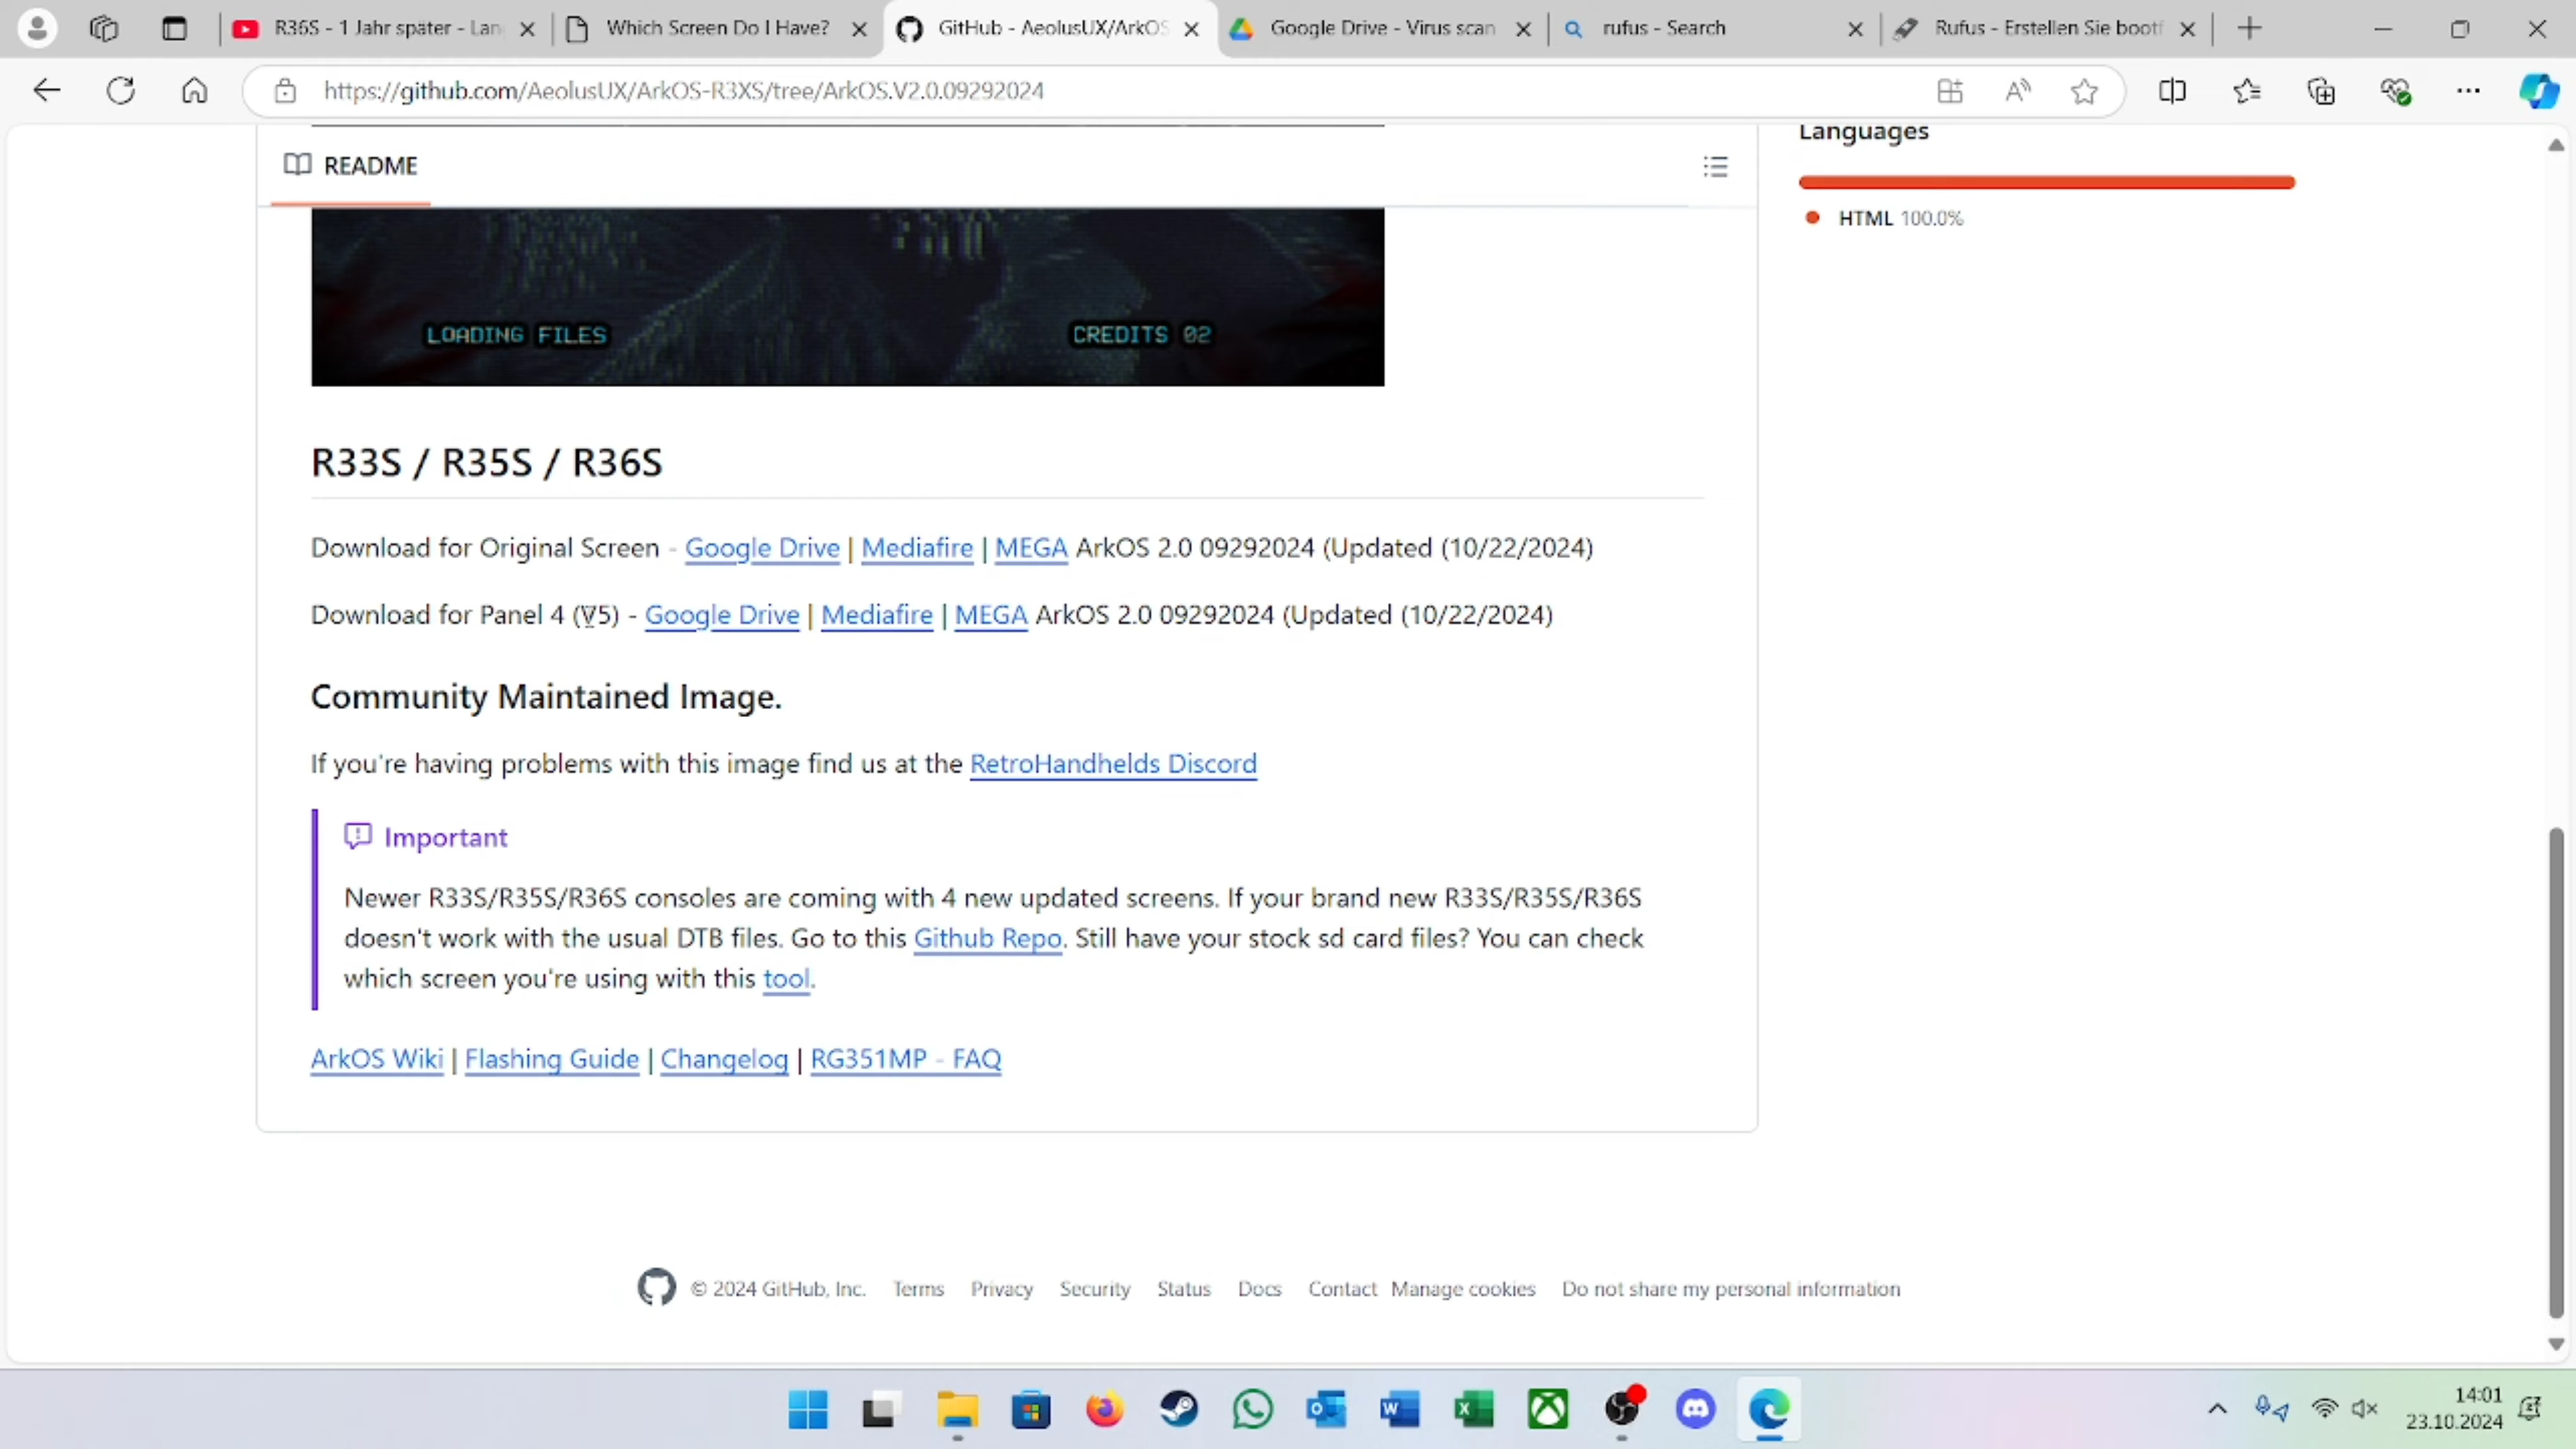 R36S - 1 Jahr später - Lan
Which Screen Do I Have?
GitHub - AeolusUX/ArkOS
Google Drive - Virus scan
rufus - Search
Rufus - Erstellen Sie bootf
https://github.com/AeolusUX/ArkOS-R3XS/tree/ArkOS.V2.0.09292024
README
Languages
HTML 100.0%
LOADING FILES
CREDITS 02
R33S / R35S / R36S
Download for Original Screen - Google Drive | Mediafire | MEGA ArkOS 2.0 09292024 (Updated (10/22/2024)
Download for Panel 4 (V5) - Google Drive | Mediafire | MEGA ArkOS 2.0 09292024 (Updated (10/22/2024)
Community Maintained Image.
If you're having problems with this image find us at the RetroHandhelds Discord
Important
Newer R33S/R35S/R36S consoles are coming with 4 new updated screens. If your brand new R33S/R35S/R36S
doesn't work with the usual DTB files. Go to this Github Repo. Still have your stock sd card files? You can check
which screen you're using with this tool.
ArkOS Wiki | Flashing Guide | Changelog | RG351MP - FAQ
© 2024 GitHub, Inc. Terms Privacy Security Status Docs Contact Manage cookies Do not share my personal information
14:01
23.10.2024